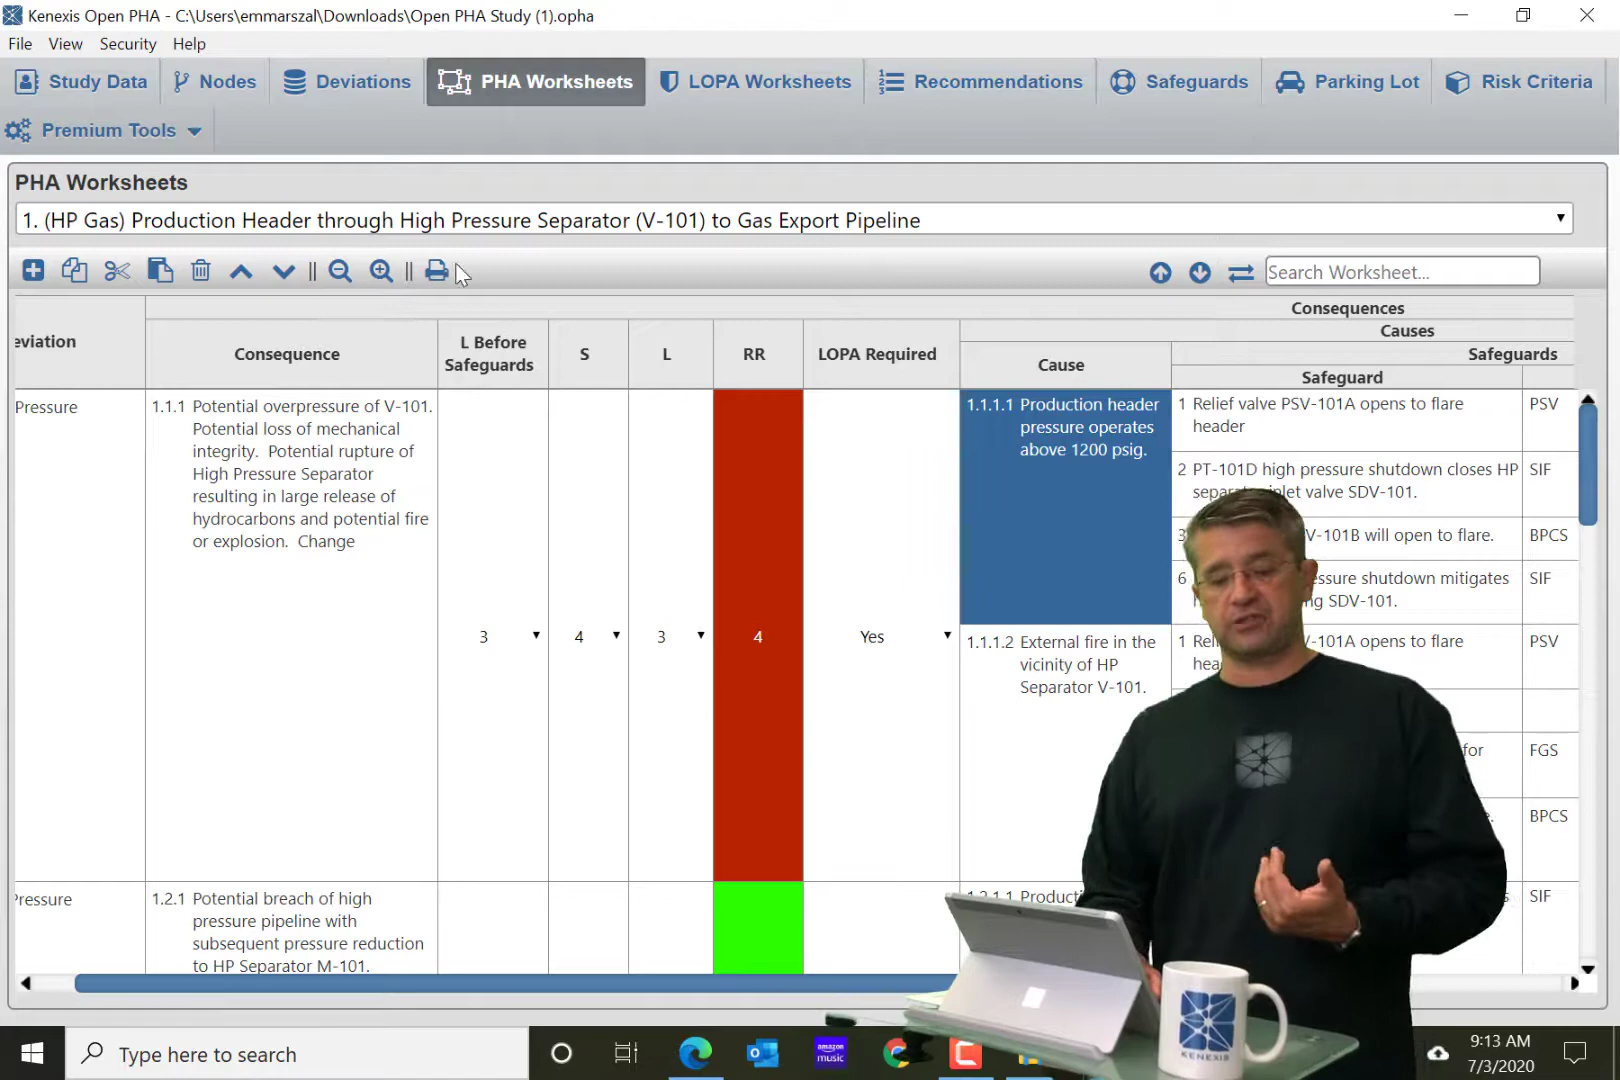 Kenexis Open PHA - C:\Users\emmarszal\Downloads\Open PHA Study (1).opha
File View Security Help
Study Data Nodes Deviations PHA Worksheets LOPA Worksheets Recommendations Safeguards Parking Lot Risk Criteria
Premium Tools
PHA Worksheets
1. (HP Gas) Production Header through High Pressure Separator (V-101) to Gas Export Pipeline
Search Worksheet...
Consequences
Causes
Safeguards
eviation
Consequence
L Before
Safeguards
S
L
RR
LOPA Required
Cause
Safeguard
Pressure
1.1.1 Potential overpressure of V-101.
Potential loss of mechanical
integrity. Potential rupture of
High Pressure Separator
resulting in large release of
hydrocarbons and potential fire
or explosion. Change
3
4
3
4
Yes
1.1.1.1 Production header
pressure operates
above 1200 psig.
1 Relief valve PSV-101A opens to flare
header
PSV
2 PT-101D high pressure shutdown closes HP
inlet valve SDV-101.
SIF
3 V-101B will open to flare.
BPCS
6 essure shutdown mitigates
ng SDV-101.
SIF
1.1.1.2 External fire in the
vicinity of HP
Separator V-101.
1 V-101A opens to flare
PSV
for
FGS
BPCS
Pressure
1.2.1 Potential breach of high
pressure pipeline with
subsequent pressure reduction
to HP Separator M-101.
SIF
KENEXIS
Type here to search
amazon
music
9:13 AM
7/3/2020